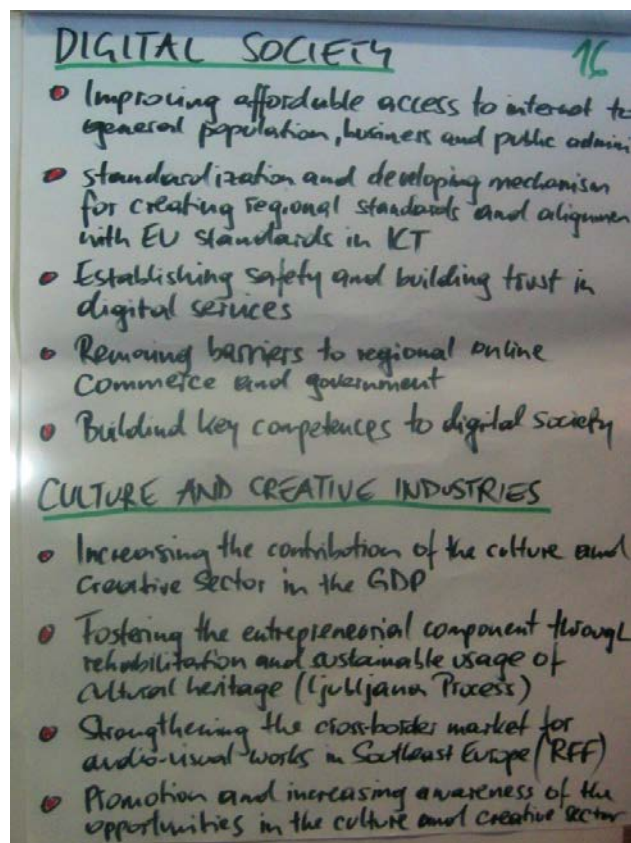 DIGITAL SOCIETY 16
Improving affordable access to internet to
general population, business and public admini
standardization and developing mechanism
for creating regional standards and alignmen
with EU standards in ICT
Establishing safety and building trust in
digital services
Removing barriers to regional online
commerce and government
Buildind key competences to digital society
CULTURE AND CREATIVE INDUSTRIES
Increasing the contribution of the culture and
Creative Sector in the GDP
Fostering the entrepreneurial component through
rehabilitation and sustainable usage of
cultural heritage (Ljubljana Process)
Strengthening the cross-border market for
audio-visual works in Southeast Europe (RFF)
Promotion and increasing awareness of the
opportunities in the culture and creative sector